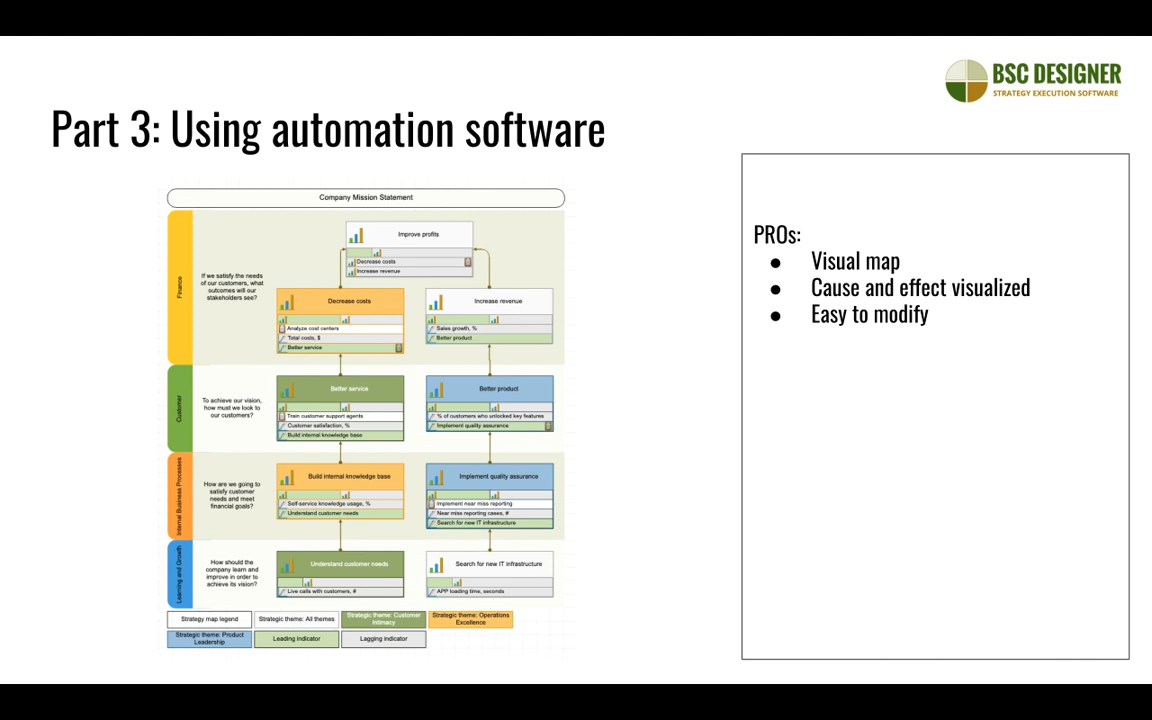 BSC DESIGNER
STRATEGY EXECUTION SOFTWARE
Part 3: Using automation software
Company Mission Statement
Finance
If we satisfy the needs
of our customers, what
outcomes will our
stakeholders see?
Improve profits
Decrease costs
Increase revenue
Decrease costs
Analyze cost centers
Total costs, $
Better service
Increase revenue
Sales growth, %
Better product
Customer
To achieve our vision,
how must we look to
our customers?
Better service
Train customer support agents
Customer satisfaction, %
Build internal knowledge base
Better product
% of customers who unlocked key features
Implement quality assurance
Internal Business Processes
How are we going to
satisfy customer
needs and meet
financial goals?
Build internal knowledge base
Self-service knowledge usage, %
Understand customer needs
Implement quality assurance
Implement near miss reporting
Near miss reporting cases, #
Search for new IT infrastructure
Learning and Growth
How should the
company learn and
improve in order to
achieve its vision?
Understand customer needs
Live calls with customers, #
Search for new IT infrastructure
APP loading time, seconds
Strategy map legend
Strategic theme: All themes
Strategic theme: Customer
Intimacy
Strategic theme: Operations
Excellence
Strategic theme: Product
Leadership
Leading indicator
Lagging indicator
PROs:
● Visual map
● Cause and effect visualized
● Easy to modify